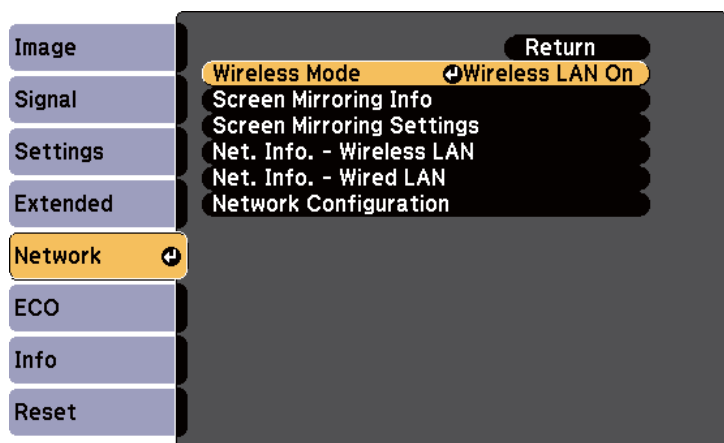 Image
Signal
Settings
Extended
Network
ECO
Info
Reset
Return
Wireless Mode Wireless LAN On
Screen Mirroring Info
Screen Mirroring Settings
Net. Info. - Wireless LAN
Net. Info. - Wired LAN
Network Configuration